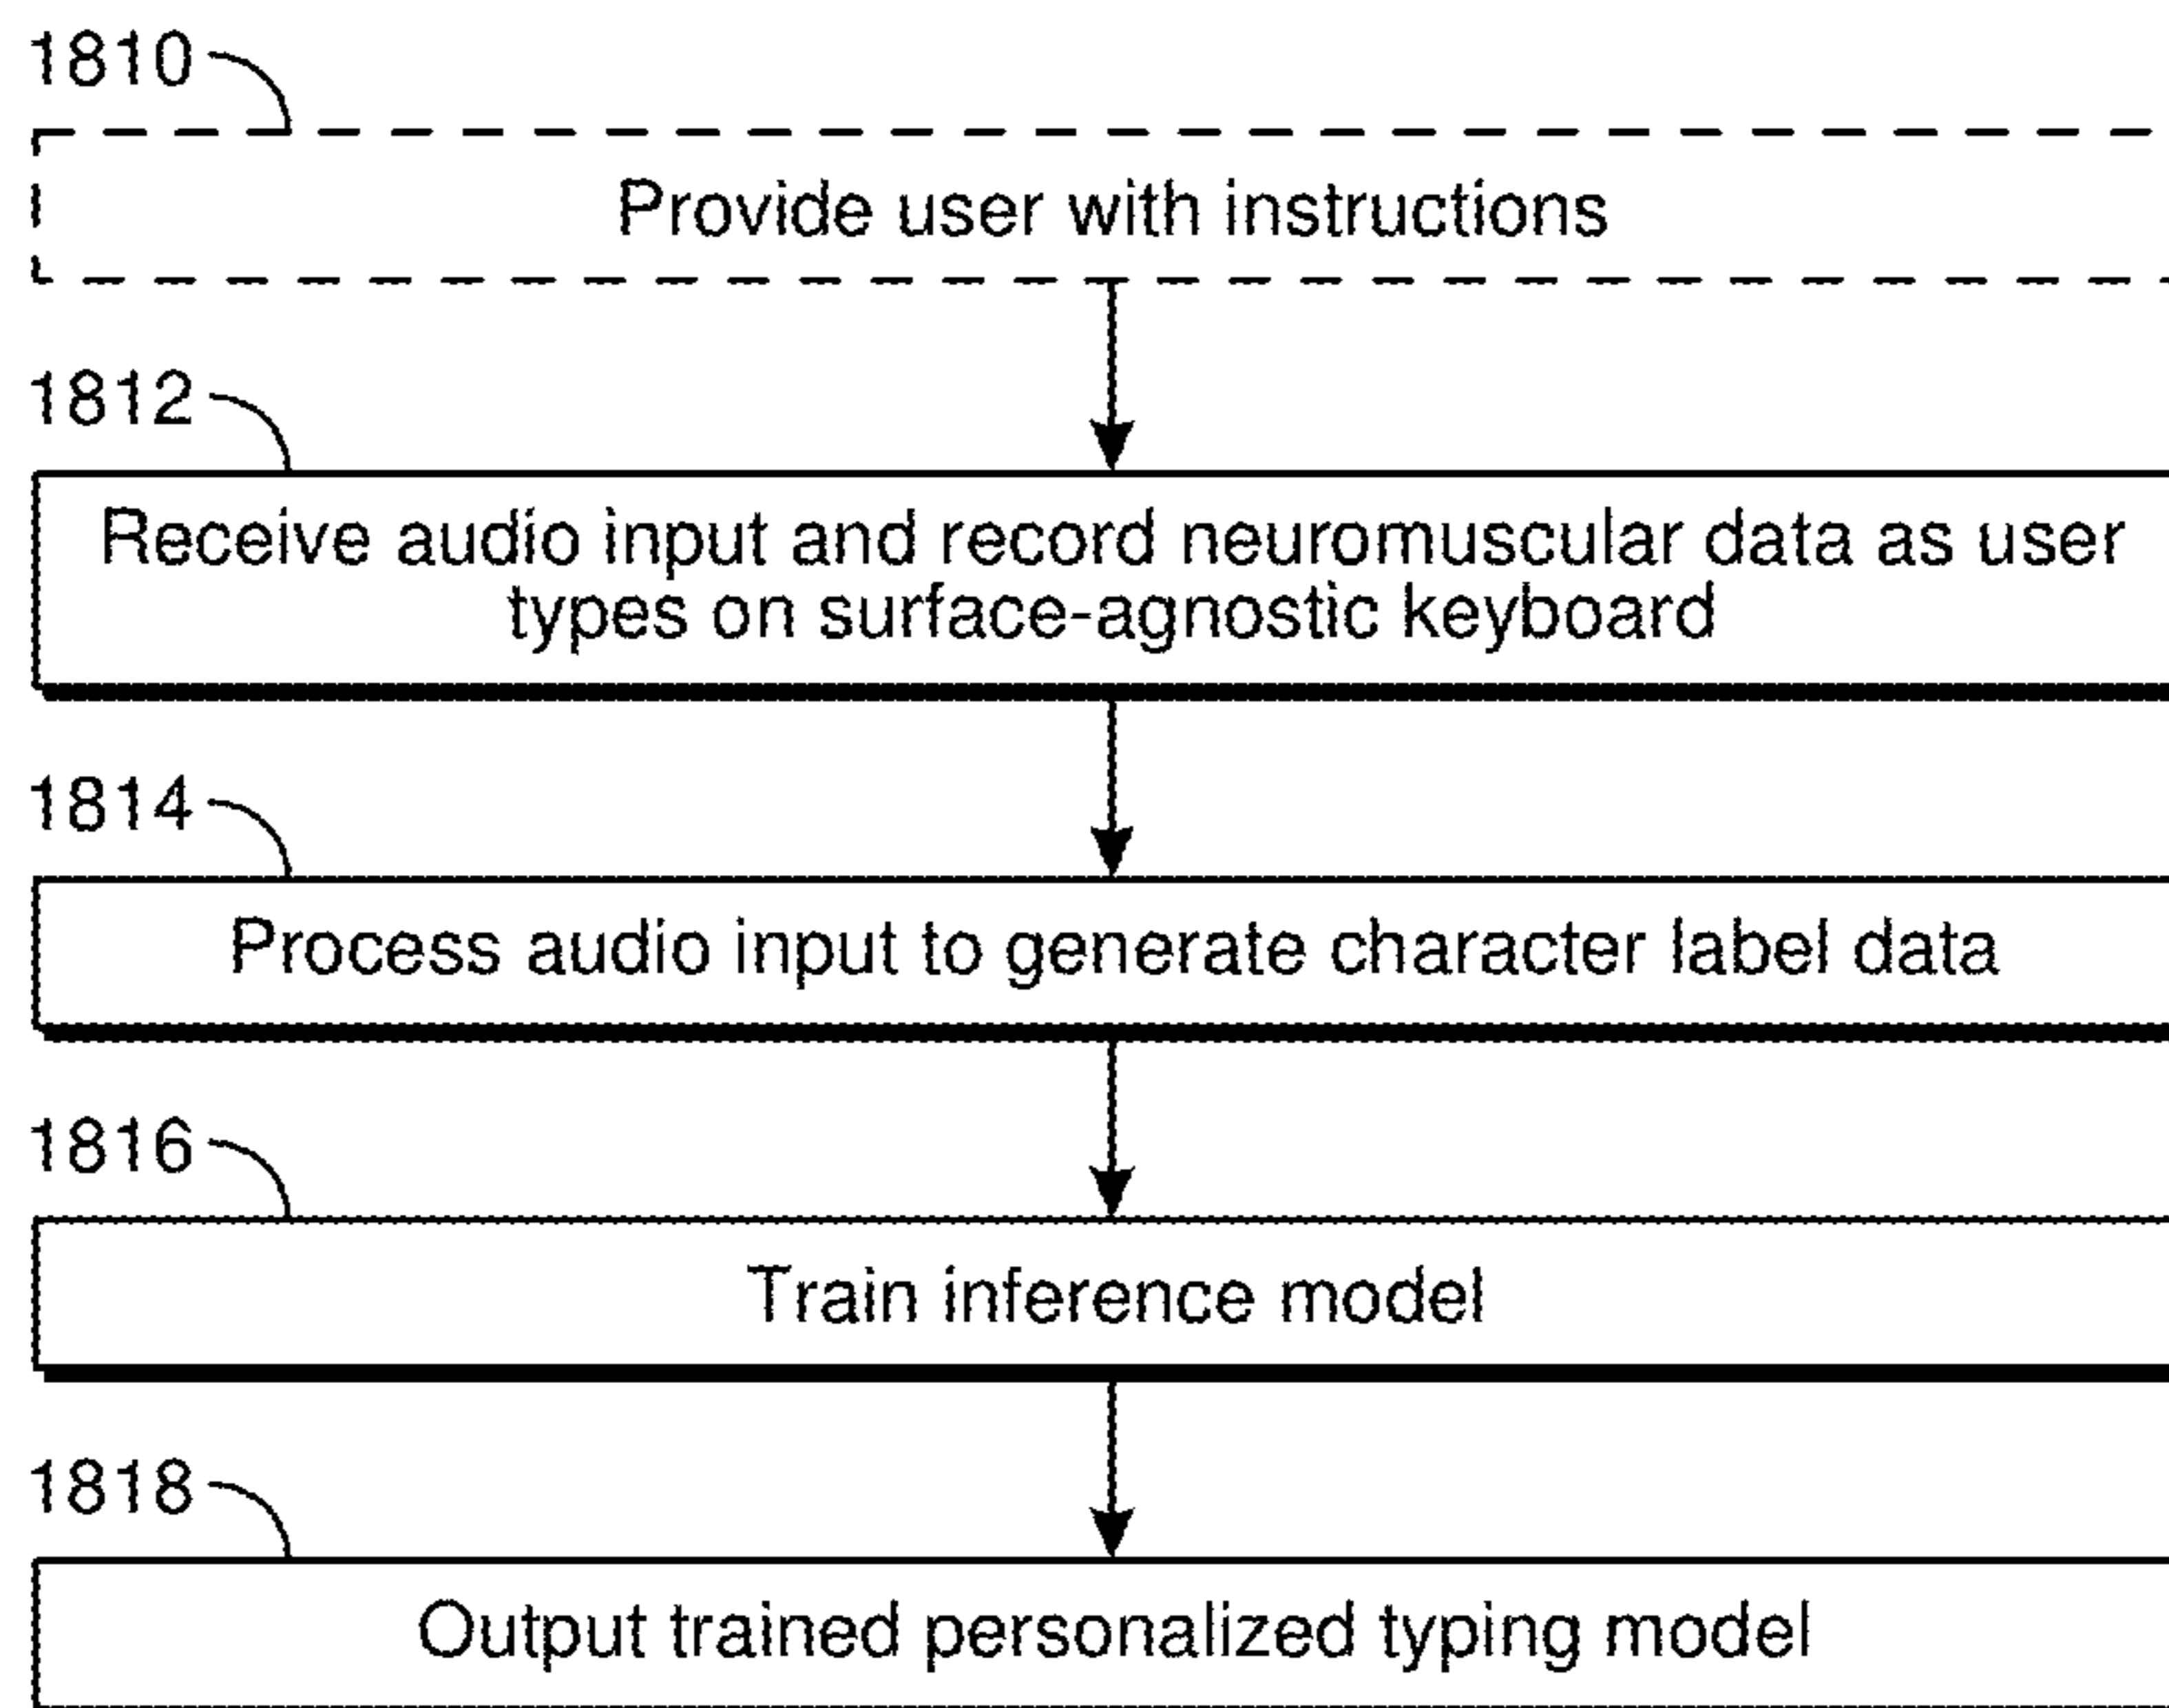 1810
Provide user with instructions
1812
Receive audio input and record neuromuscular data as user
types on surface-agnostic keyboard
1814
Process audio input to generate character label data
1816
Train inference model
1818
Output trained personalized typing model